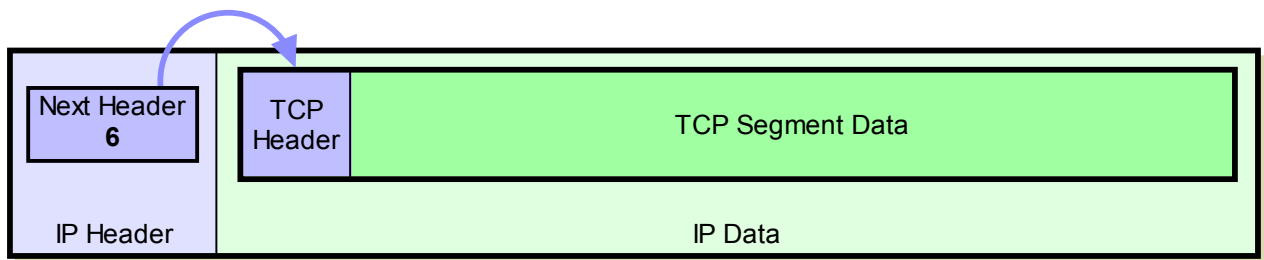 Next Header
6
TCP
Header
TCP Segment Data
IP Header
IP Data